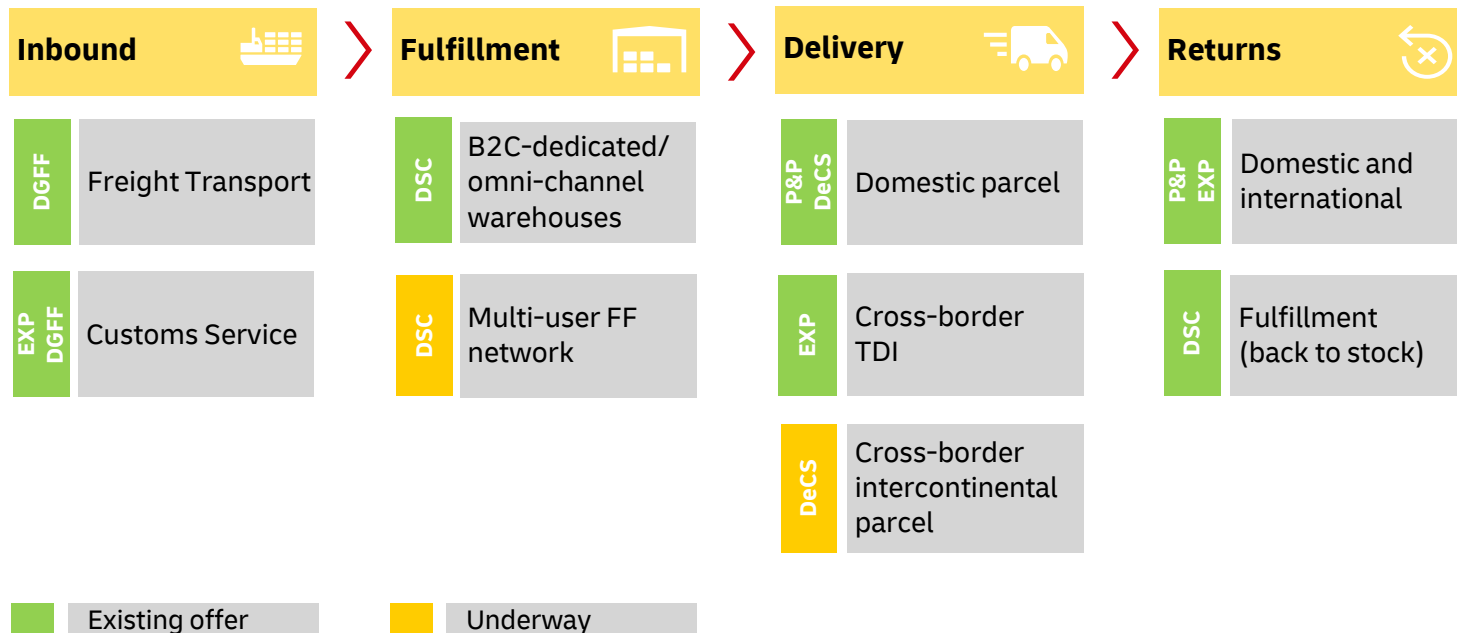 Inbound
Fulfillment
Delivery
Returns
DGFF
Freight Transport
EXP
DGFF
Customs Service
DSC
B2C-dedicated/
omni-channel
warehouses
DSC
Multi-user FF
network
P&P
DeCS
Domestic parcel
EXP
Cross-border
TDI
DeCS
Cross-border
intercontinental
parcel
P&P
EXP
Domestic and
international
DSC
Fulfillment
(back to stock)
Existing offer
Underway